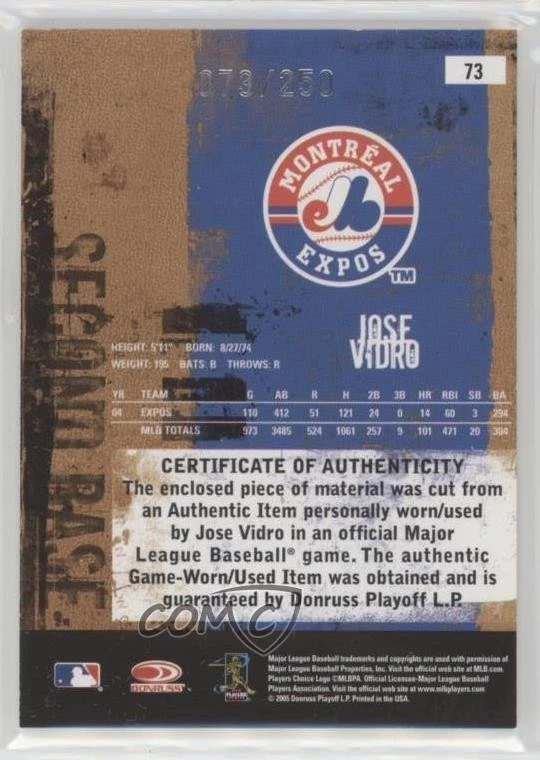 073/250
73
MONTRÉAL
EXPOS
TM
JOSE
VIDRO
SECOND BASE
HEIGHT: 5'11" BORN: 8/27/74
WEIGHT: 195 BATS: B THROWS: R
YR TEAM G AB R H 2B 3B HR RBI SB BA
04 EXPOS 110 412 51 121 24 0 14 60 3 294
MLB TOTALS 973 3485 524 1061 257 9 101 471 20 304
CERTIFICATE OF AUTHENTICITY
The enclosed piece of material was cut from
an Authentic Item personally worn/used
by Jose Vidro in an official Major
League Baseball® game. The authentic
Game-Worn/Used Item was obtained and is
guaranteed by Donruss Playoff L.P.
COMC
DONRUSS
Major League Baseball trademarks and copyrights are used with permission of
Major League Baseball Properties, Inc. Visit the official web site at MLB.com
Players Choice Logo ©MLBPA. Official Licensee-Major League Baseball
Players Association. Visit the official web site at www.mlbplayers.com
© 2005 Donruss Playoff L.P. Printed in the USA.